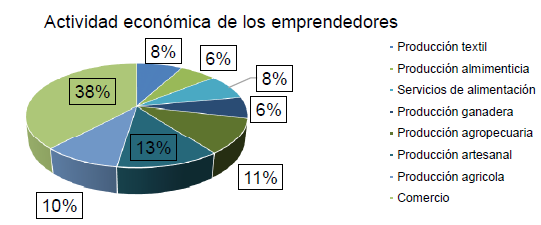 Actividad económica de los emprendedores
8%
6%
8%
6%
11%
13%
10%
38%
Producción textil
Producción almimenticia
Servicios de alimentación
Producción ganadera
Producción agropecuaria
Producción artesanal
Producción agricola
Comercio